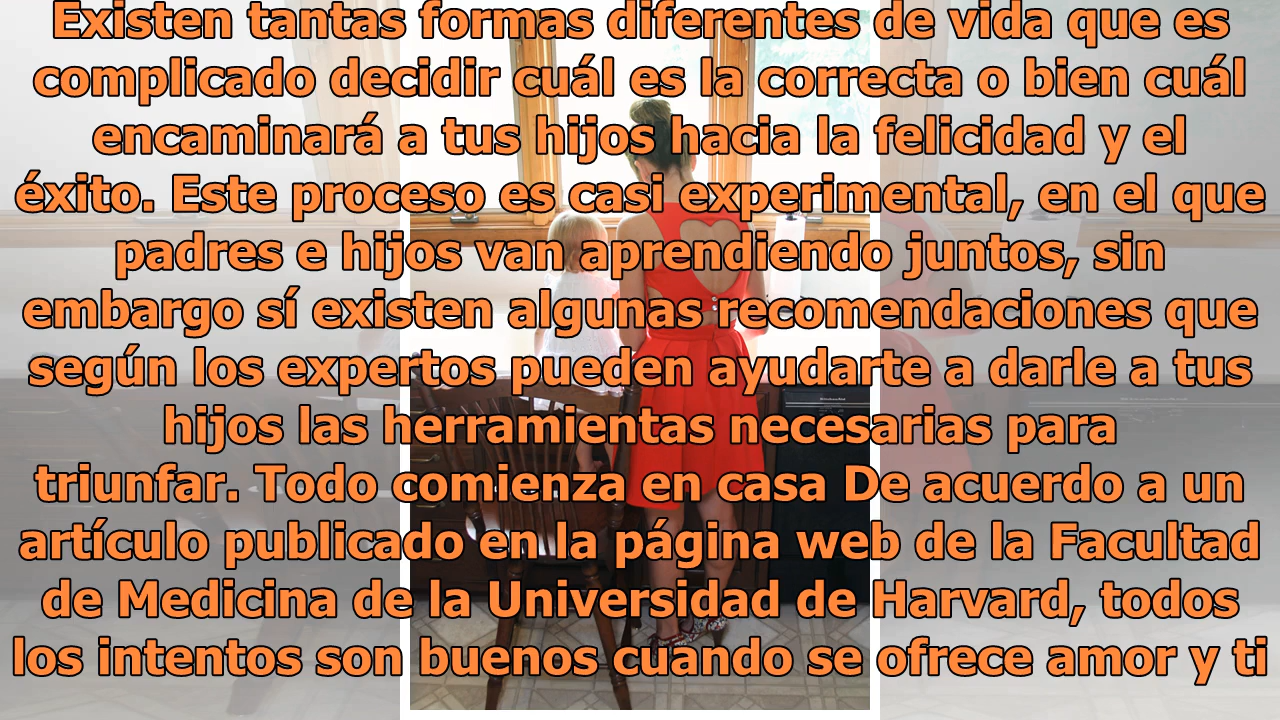 Existen tantas formas diferentes de vida que es
complicado decidir cuál es la correcta o bien cuál
encaminará a tus hijos hacia la felicidad y el
éxito. Este proceso es casi experimental, en el que
padres e hijos van aprendiendo juntos, sin
embargo sí existen algunas recomendaciones que
según los expertos pueden ayudarte a darle a tus
hijos las herramientas necesarias para
triunfar. Todo comienza en casa De acuerdo a un
artículo publicado en la página web de la Facultad
de Medicina de la Universidad de Harvard, todos
los intentos son buenos cuando se ofrece amor y ti